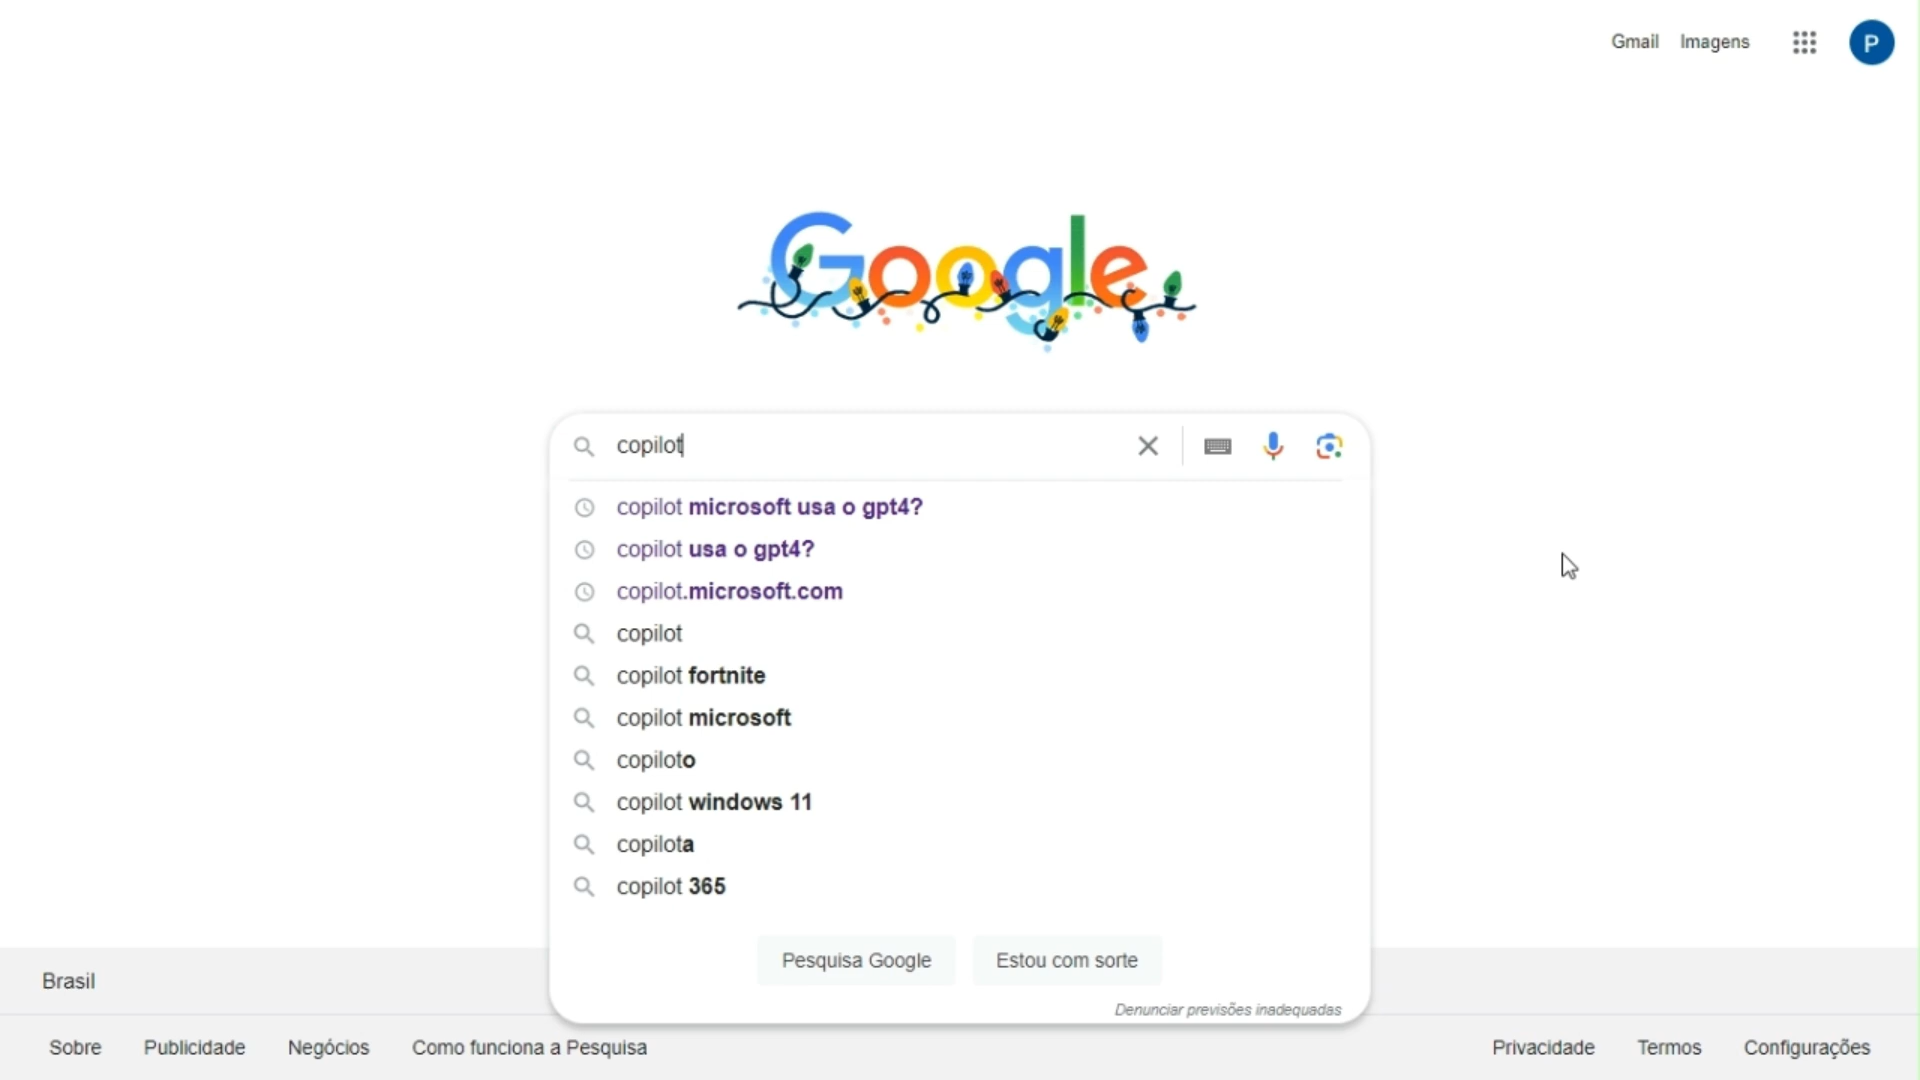 Gmail Imagens P
Google
copilot
copilot microsoft usa o gpt4?
copilot usa o gpt4?
copilot.microsoft.com
copilot
copilot fortnite
copilot microsoft
copiloto
copilot windows 11
copilota
copilot 365
Pesquisa Google Estou com sorte
Denunciar previsões inadequadas
Brasil
Sobre Publicidade Negócios Como funciona a Pesquisa Privacidade Termos Configurações